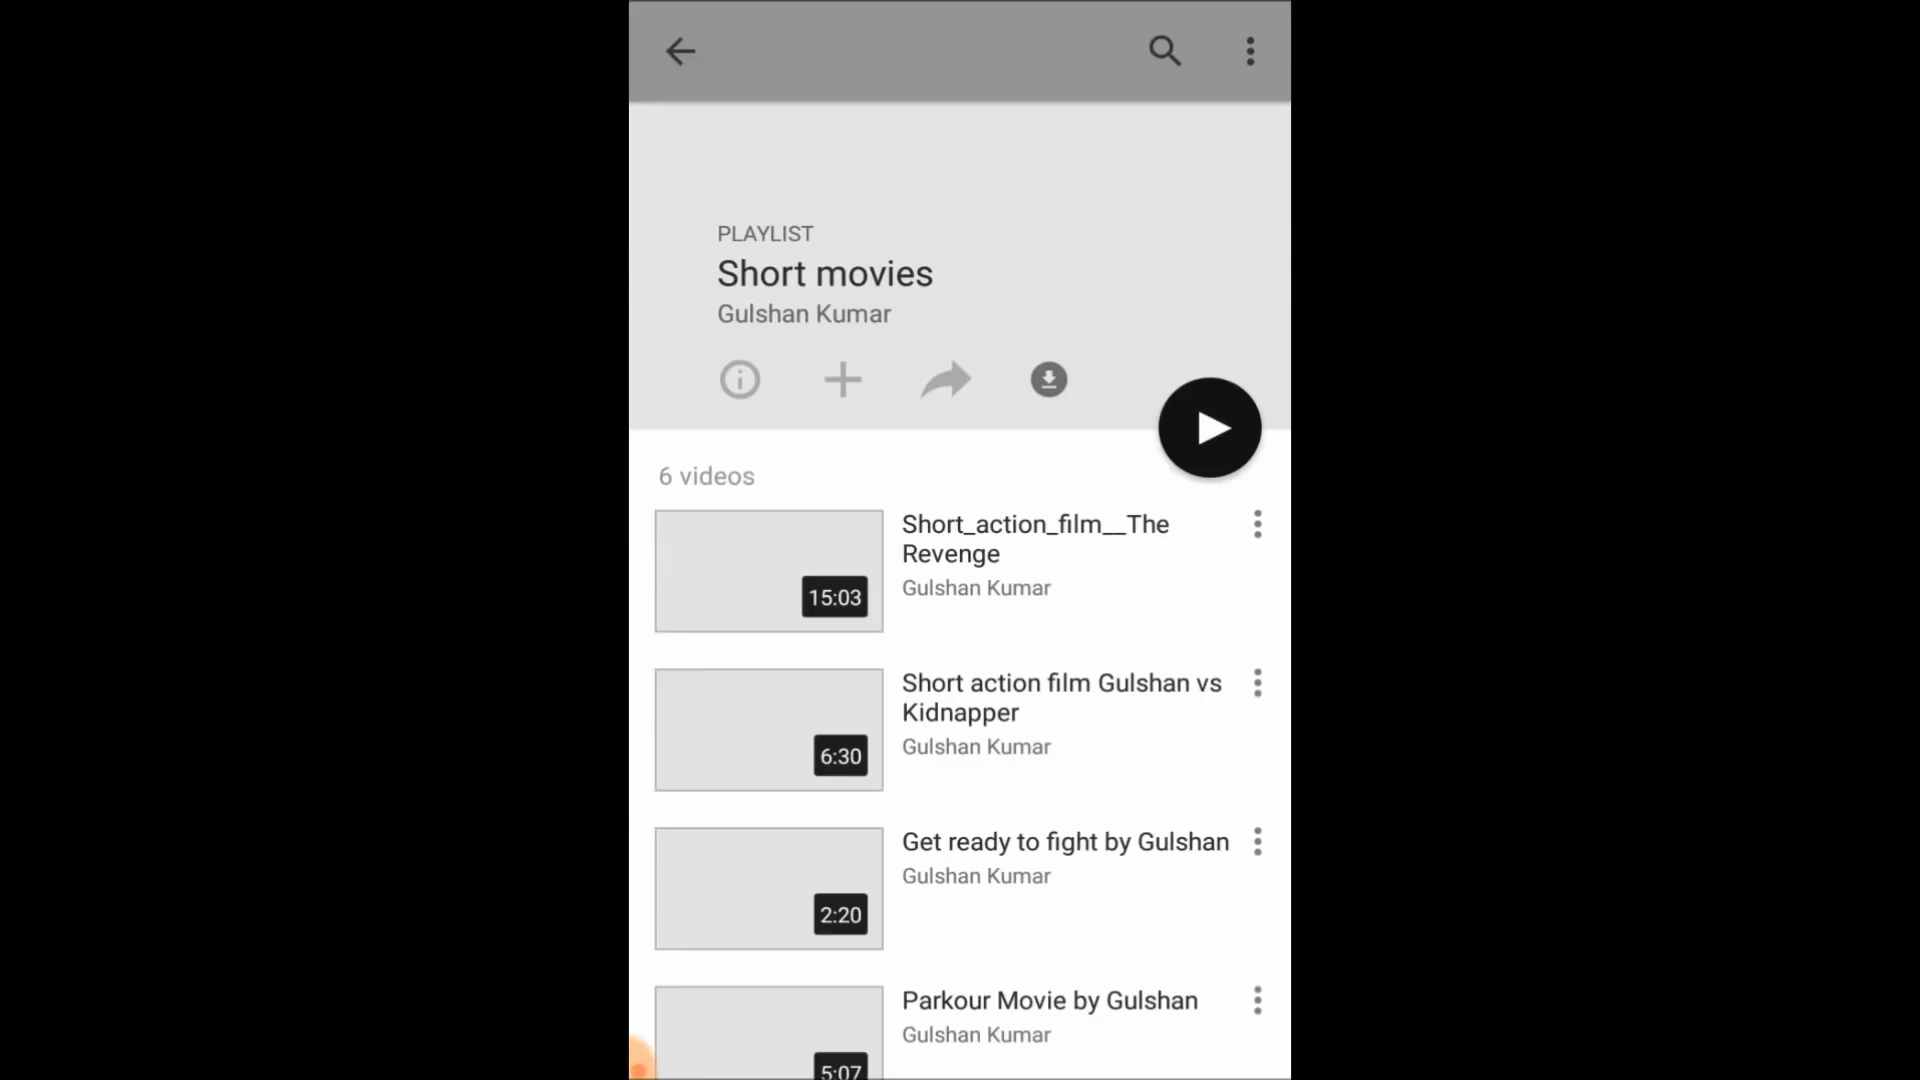 PLAYLIST
Short movies
Gulshan Kumar
6 videos
Short_action_film__The
Revenge
Gulshan Kumar
15:03
Short action film Gulshan vs
Kidnapper
Gulshan Kumar
6:30
Get ready to fight by Gulshan
Gulshan Kumar
2:20
Parkour Movie by Gulshan
Gulshan Kumar
5:07